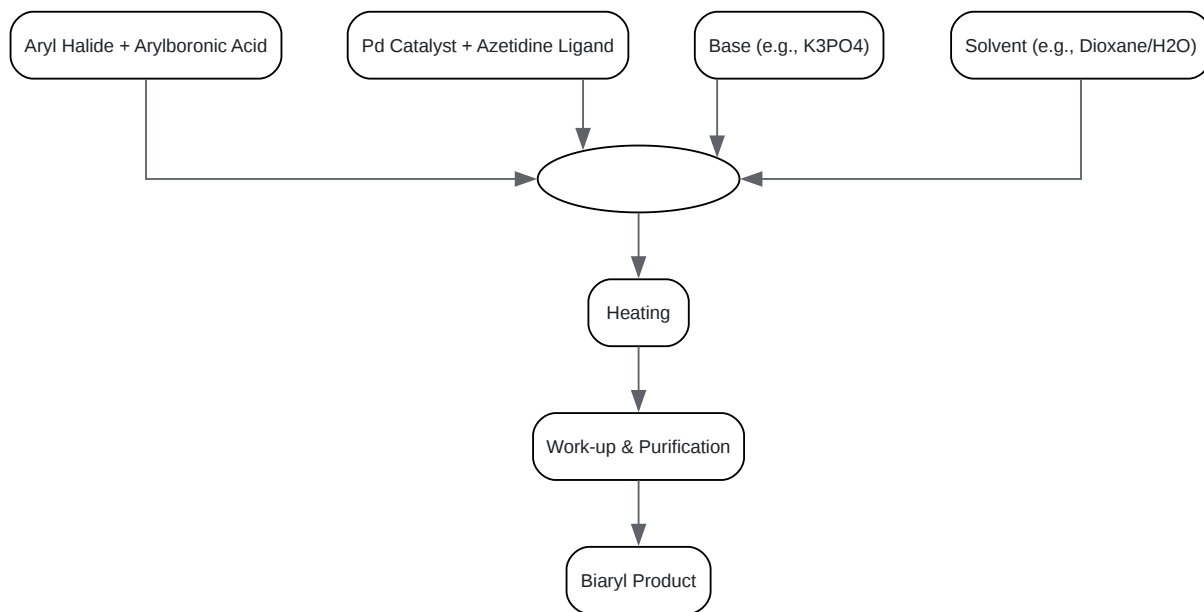 Aryl Halide + Arylboronic Acid
Pd Catalyst + Azetidine Ligand
Base (e.g., K3PO4)
Solvent (e.g., Dioxane/H2O)
Heating
Work-up & Purification
Biaryl Product